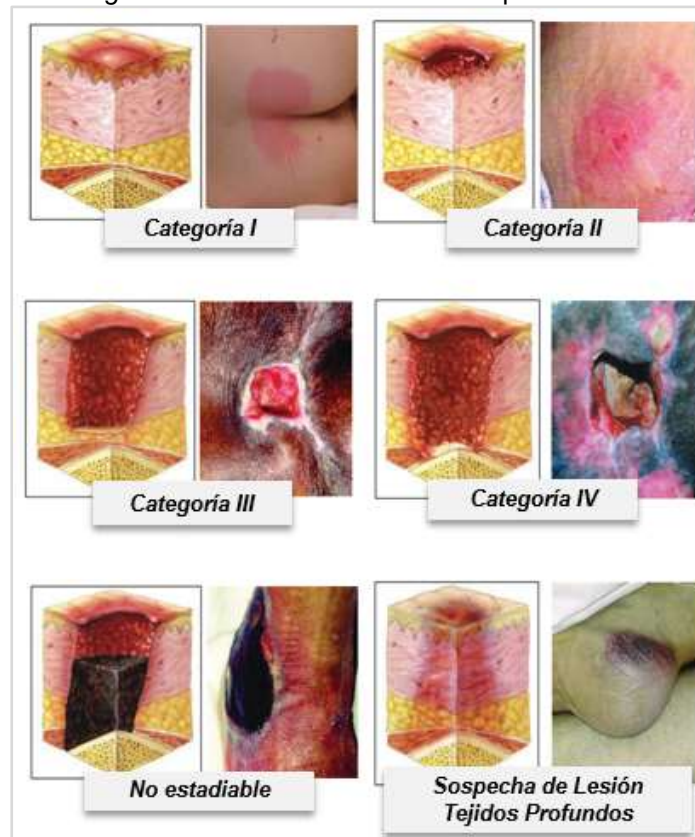 Categoría I
Categoría II
Categoría III
Categoría IV
No estadiable
Sospecha de Lesión
Tejidos Profundos